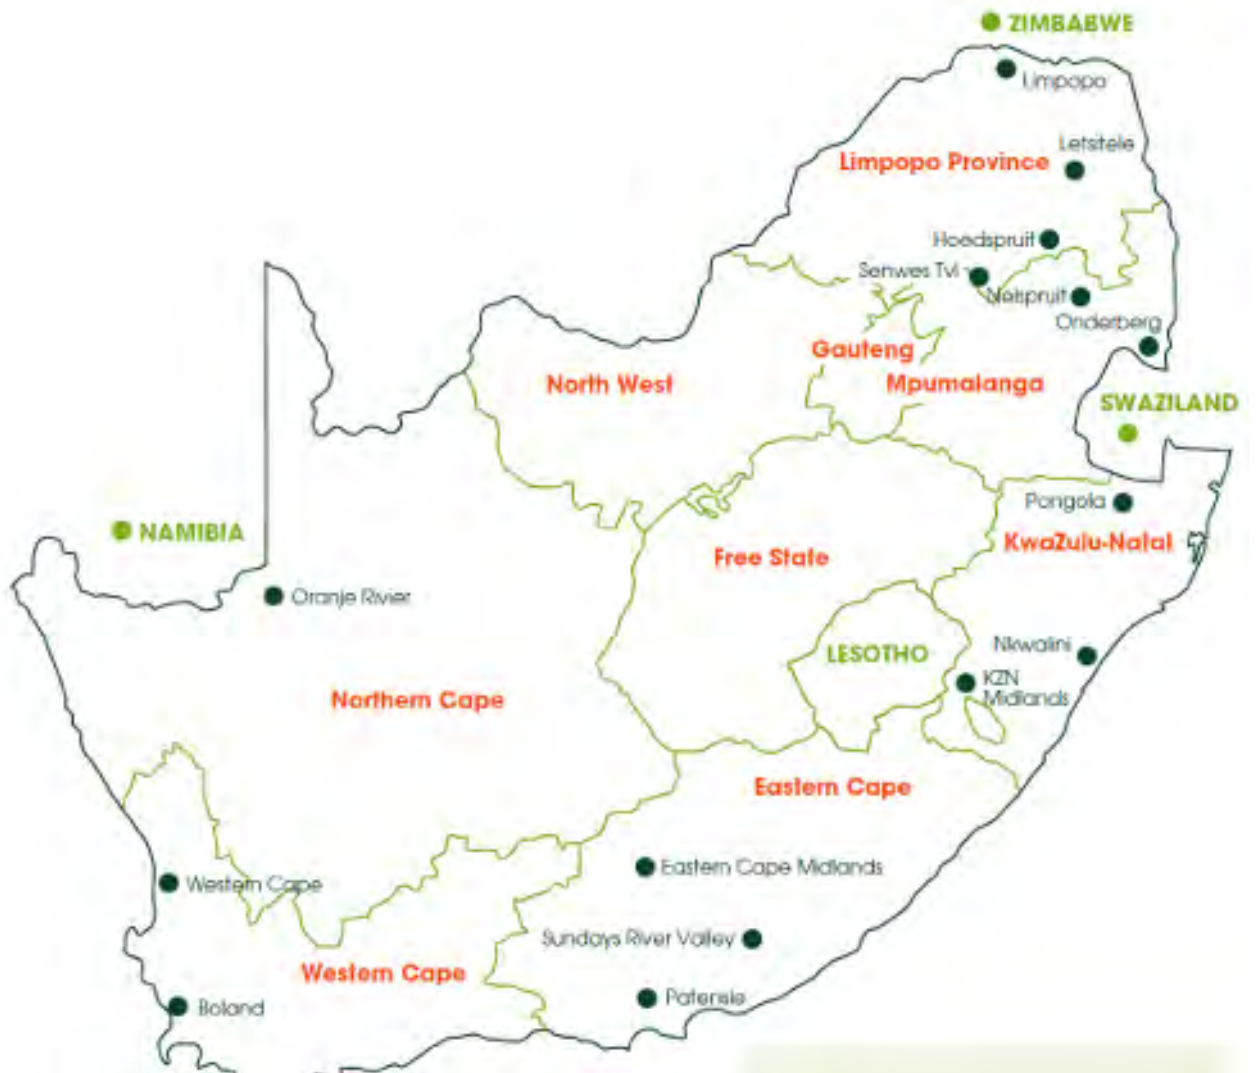 ZIMBABWE
Limpopo
Letsitele
Limpopo Province
Hoedspruit
Senwes Tvl
Nelspruit
Onderberg
Gauteng
North West
Mpumalanga
SWAZILAND
Pongola
NAMIBIA
KwaZulu-Natal
Free State
Oranje Rivier
Nkwalini
LESOTHO
KZN
Midlands
Northern Cape
Eastern Cape
Eastern Cape Midlands
Western Cape
Sundays River Valley
Western Cape
Patensie
Boland